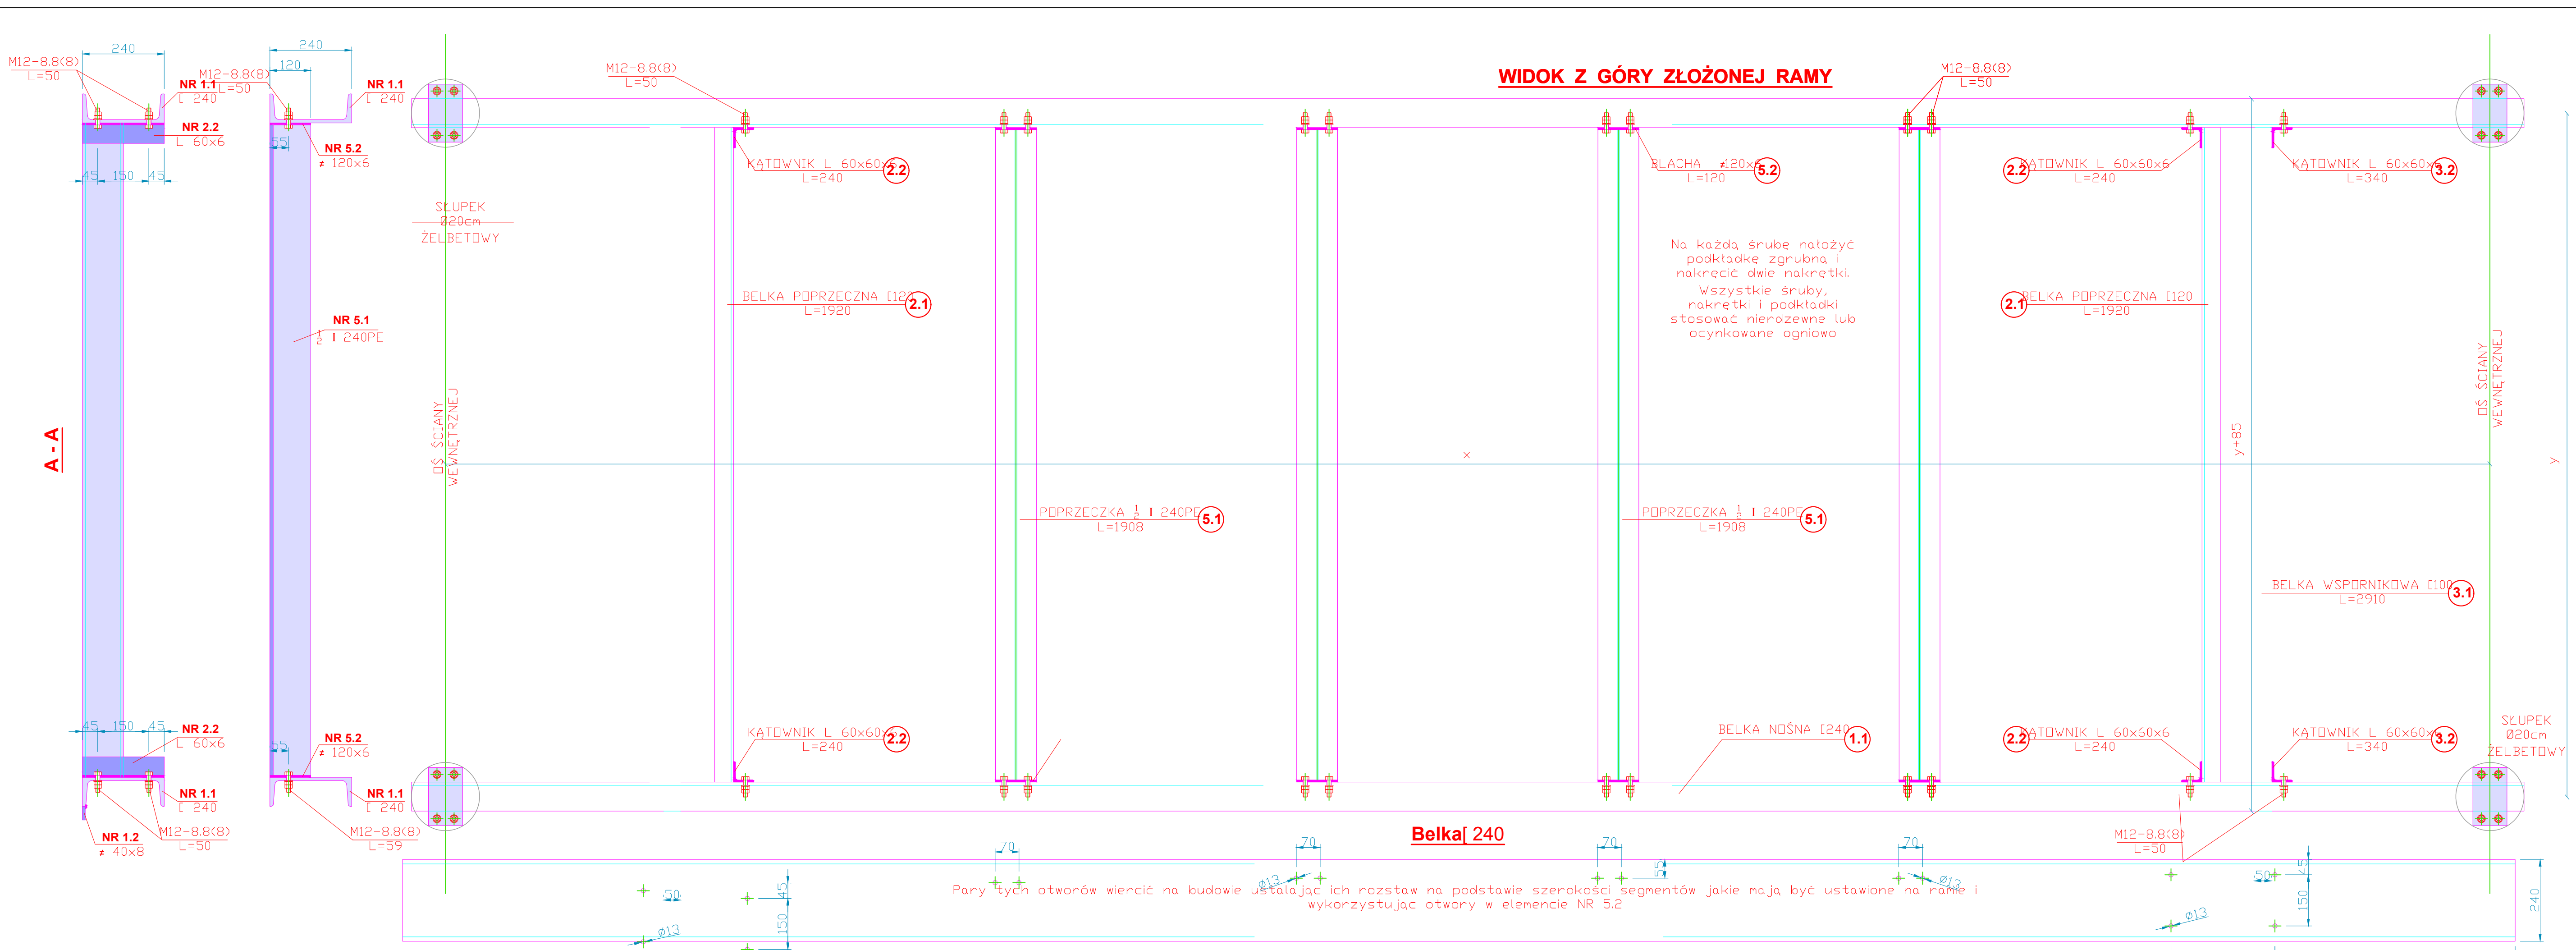 WIDOK Z GÓRY ZŁOŻONEJ RAMY
240
M12-8.8(8)
L=50
NR 1.1
[ 240
NR 2.2
L 60x6
45 150 45
A - A
45 150 45
NR 2.2
L 60x6
NR 1.1
[ 240
NR 1.2
≠ 40x8
M12-8.8(8)
L=50
240
120
M12-8.8(8)
L=50
NR 1.1
[ 240
55
NR 5.2
≠ 120x6
NR 5.1
½ I 240PE
55
NR 5.2
≠ 120x6
NR 1.1
[ 240
M12-8.8(8)
L=59
M12-8.8(8)
L=50
KĄTOWNIK L 60x60x6
L=240
2.2
SŁUPEK
Ø20cm
ŻELBETOWY
BELKA POPRZECZNA [120
L=1920
2.1
OŚ ŚCIANY
WEWNĘTRZNEJ
POPRZECZKA ½ I 240PE
L=1908
5.1
KĄTOWNIK L 60x60x6
L=240
2.2
x
M12-8.8(8)
L=50
BLACHA ≠120x6
L=120
5.2
Na każdą śrubę nałożyć
podkładkę zgrubną i
nakręcić dwie nakrętki.
Wszystkie śruby,
nakrętki i podkładki
stosować nierdzewne lub
ocynkowane ogniowo
POPRZECZKA ½ I 240PE
L=1908
5.1
BELKA NOŚNA [240
1.1
2.2
KĄTOWNIK L 60x60x6
L=240
KĄTOWNIK L 60x60x6
L=340
3.2
2.1
BELKA POPRZECZNA [120
L=1920
y+85
y
OŚ ŚCIANY
WEWNĘTRZNEJ
BELKA WSPORNIKOWA [100
L=2910
3.1
2.2
KĄTOWNIK L 60x60x6
L=240
KĄTOWNIK L 60x60x6
L=340
3.2
SŁUPEK
Ø20cm
ŻELBETOWY
M12-8.8(8)
L=50
Belka[ 240
70
70
70
70
55
Ø13
Ø13
50
45
150
Ø13
Pary tych otworów wiercić na budowie ustalając ich rozstaw na podstawie szerokości segmentów jakie mają być ustawione na ramie i
wykorzystując otwory w elemencie NR 5.2
Ø13
50
45
150
240